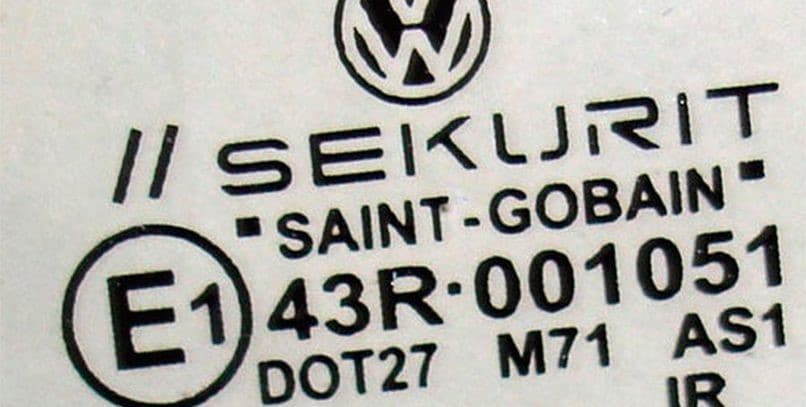 // SEKURIT
"SAINT-GOBAIN"
E1 43R·001051
DOT27 M71 AS1
IR